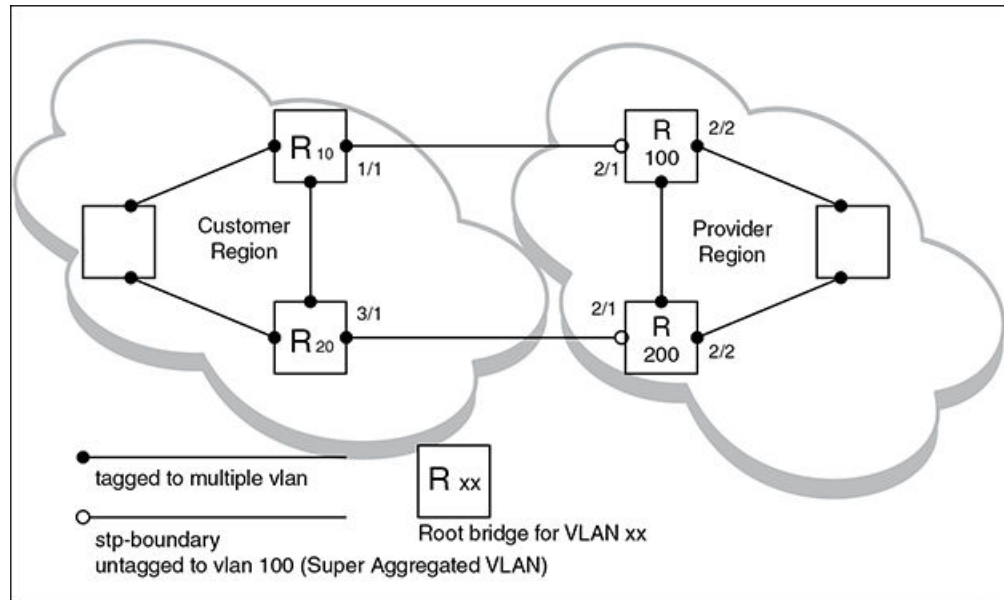 R 10
1/1
R
100
2/2
2/1
Customer
Region
Provider
Region
R 20
3/1
2/1
R
200
2/2
tagged to multiple vlan
R xx
Root bridge for VLAN xx
stp-boundary
untagged to vlan 100 (Super Aggregated VLAN)